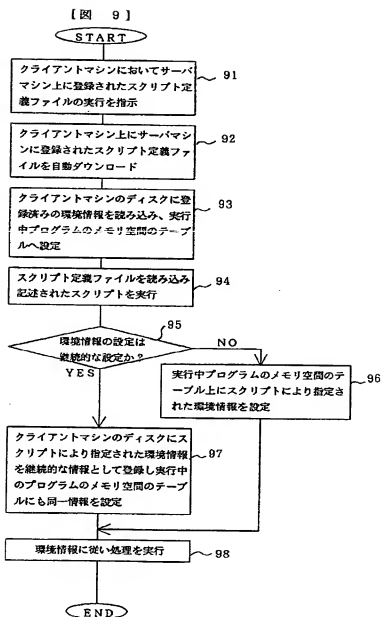 [図 9]
START
クライアントマシンにおいてサーバ
マシン上に登録されたスクリプト定
義ファイルの実行を指示
91
クライアントマシン上にサーバマシ
ンに登録されたスクリプト定義ファ
イルを自動ダウンロード
92
クライアントマシンのディスクに登
録済みの環境情報を読み込み、実行
中プログラムのメモリ空間のテーブ
ルへ設定
93
スクリプト定義ファイルを読み込み
記述されたスクリプトを実行
94
環境情報の設定は
継続的な設定か?
95
NO
YES
実行中プログラムのメモリ空間のテ
ーブル上にスクリプトにより指定さ
れた環境情報を設定
96
クライアントマシンのディスクにス
クリプトにより指定された環境情報
を継続的な情報として登録し実行中
のプログラムのメモリ空間のテーブ
ルにも同一情報を設定
97
環境情報に従い処理を実行
98
END